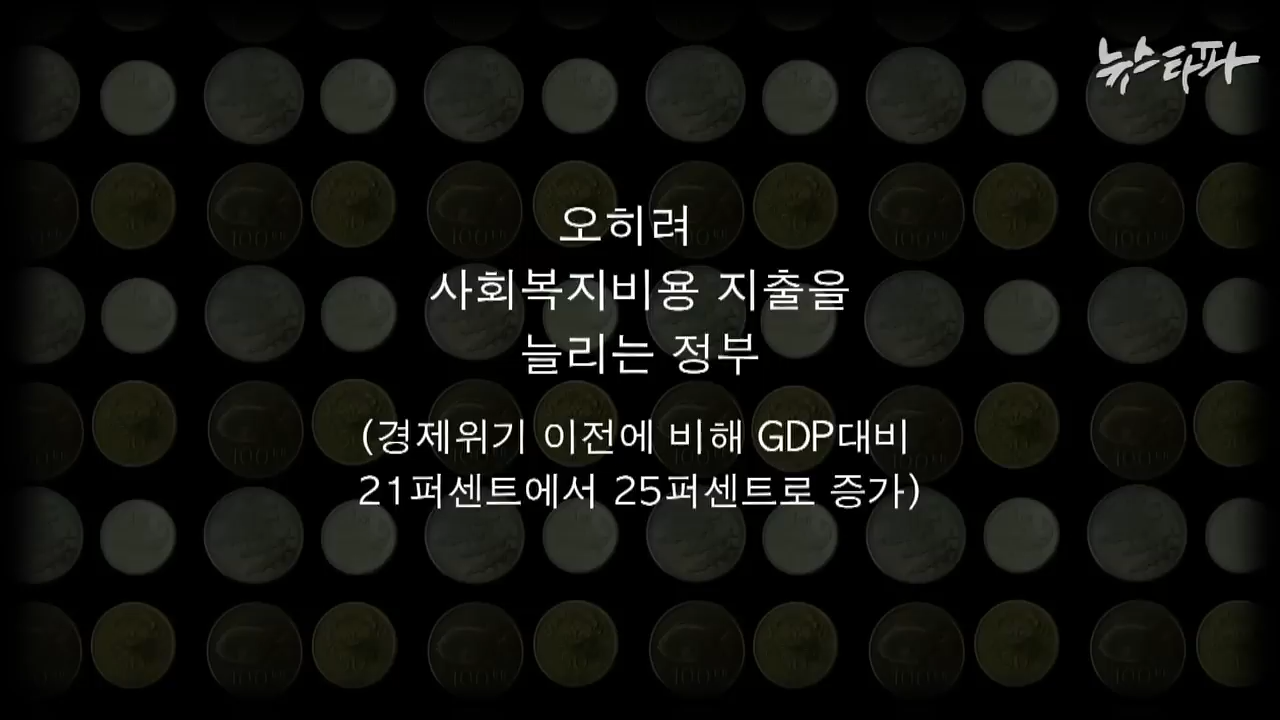 뉴스타파
오히려
사회복지비용 지출을
늘리는 정부
(경제위기 이전에 비해 GDP대비
21퍼센트에서 25퍼센트로 증가)